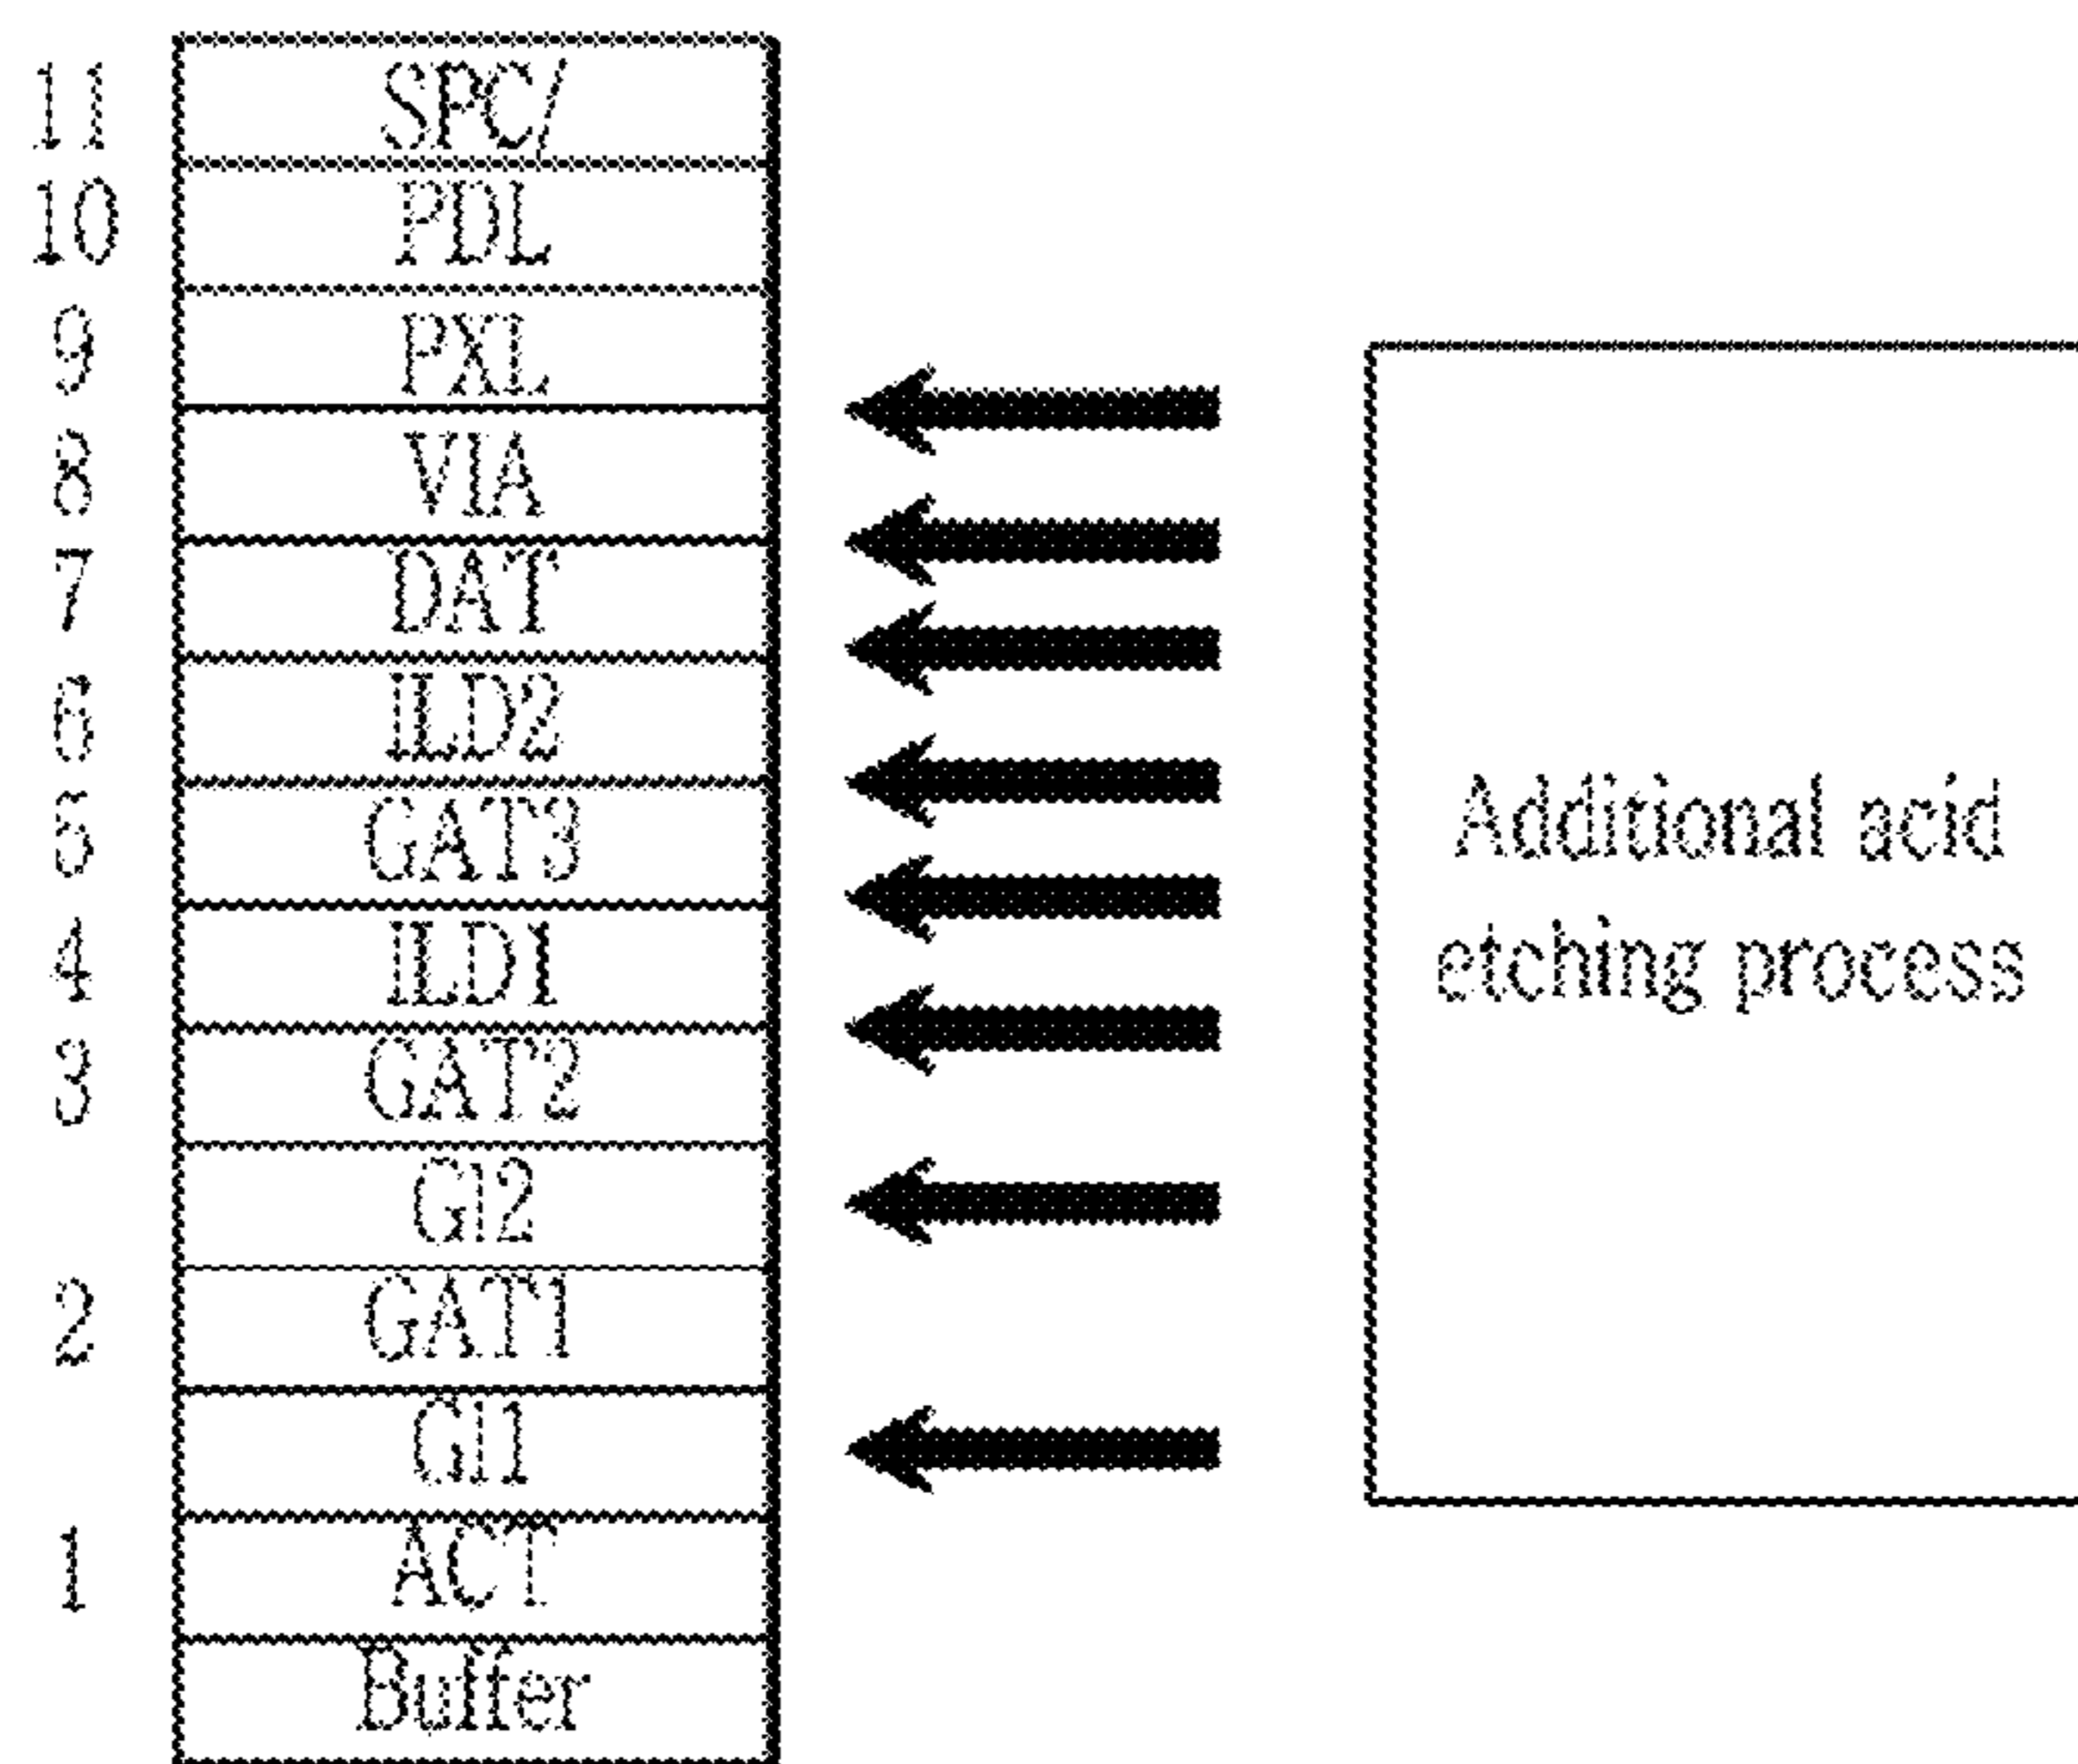 11 SPC/
10 PDL
9 PXL
8 VIA
7 DAT
6 ILD2
5 GAT3
4 ILD1
3 GAT2
GI2
2 GAT1
GI1
1 ACT
Buffer
Additional acid
etching process